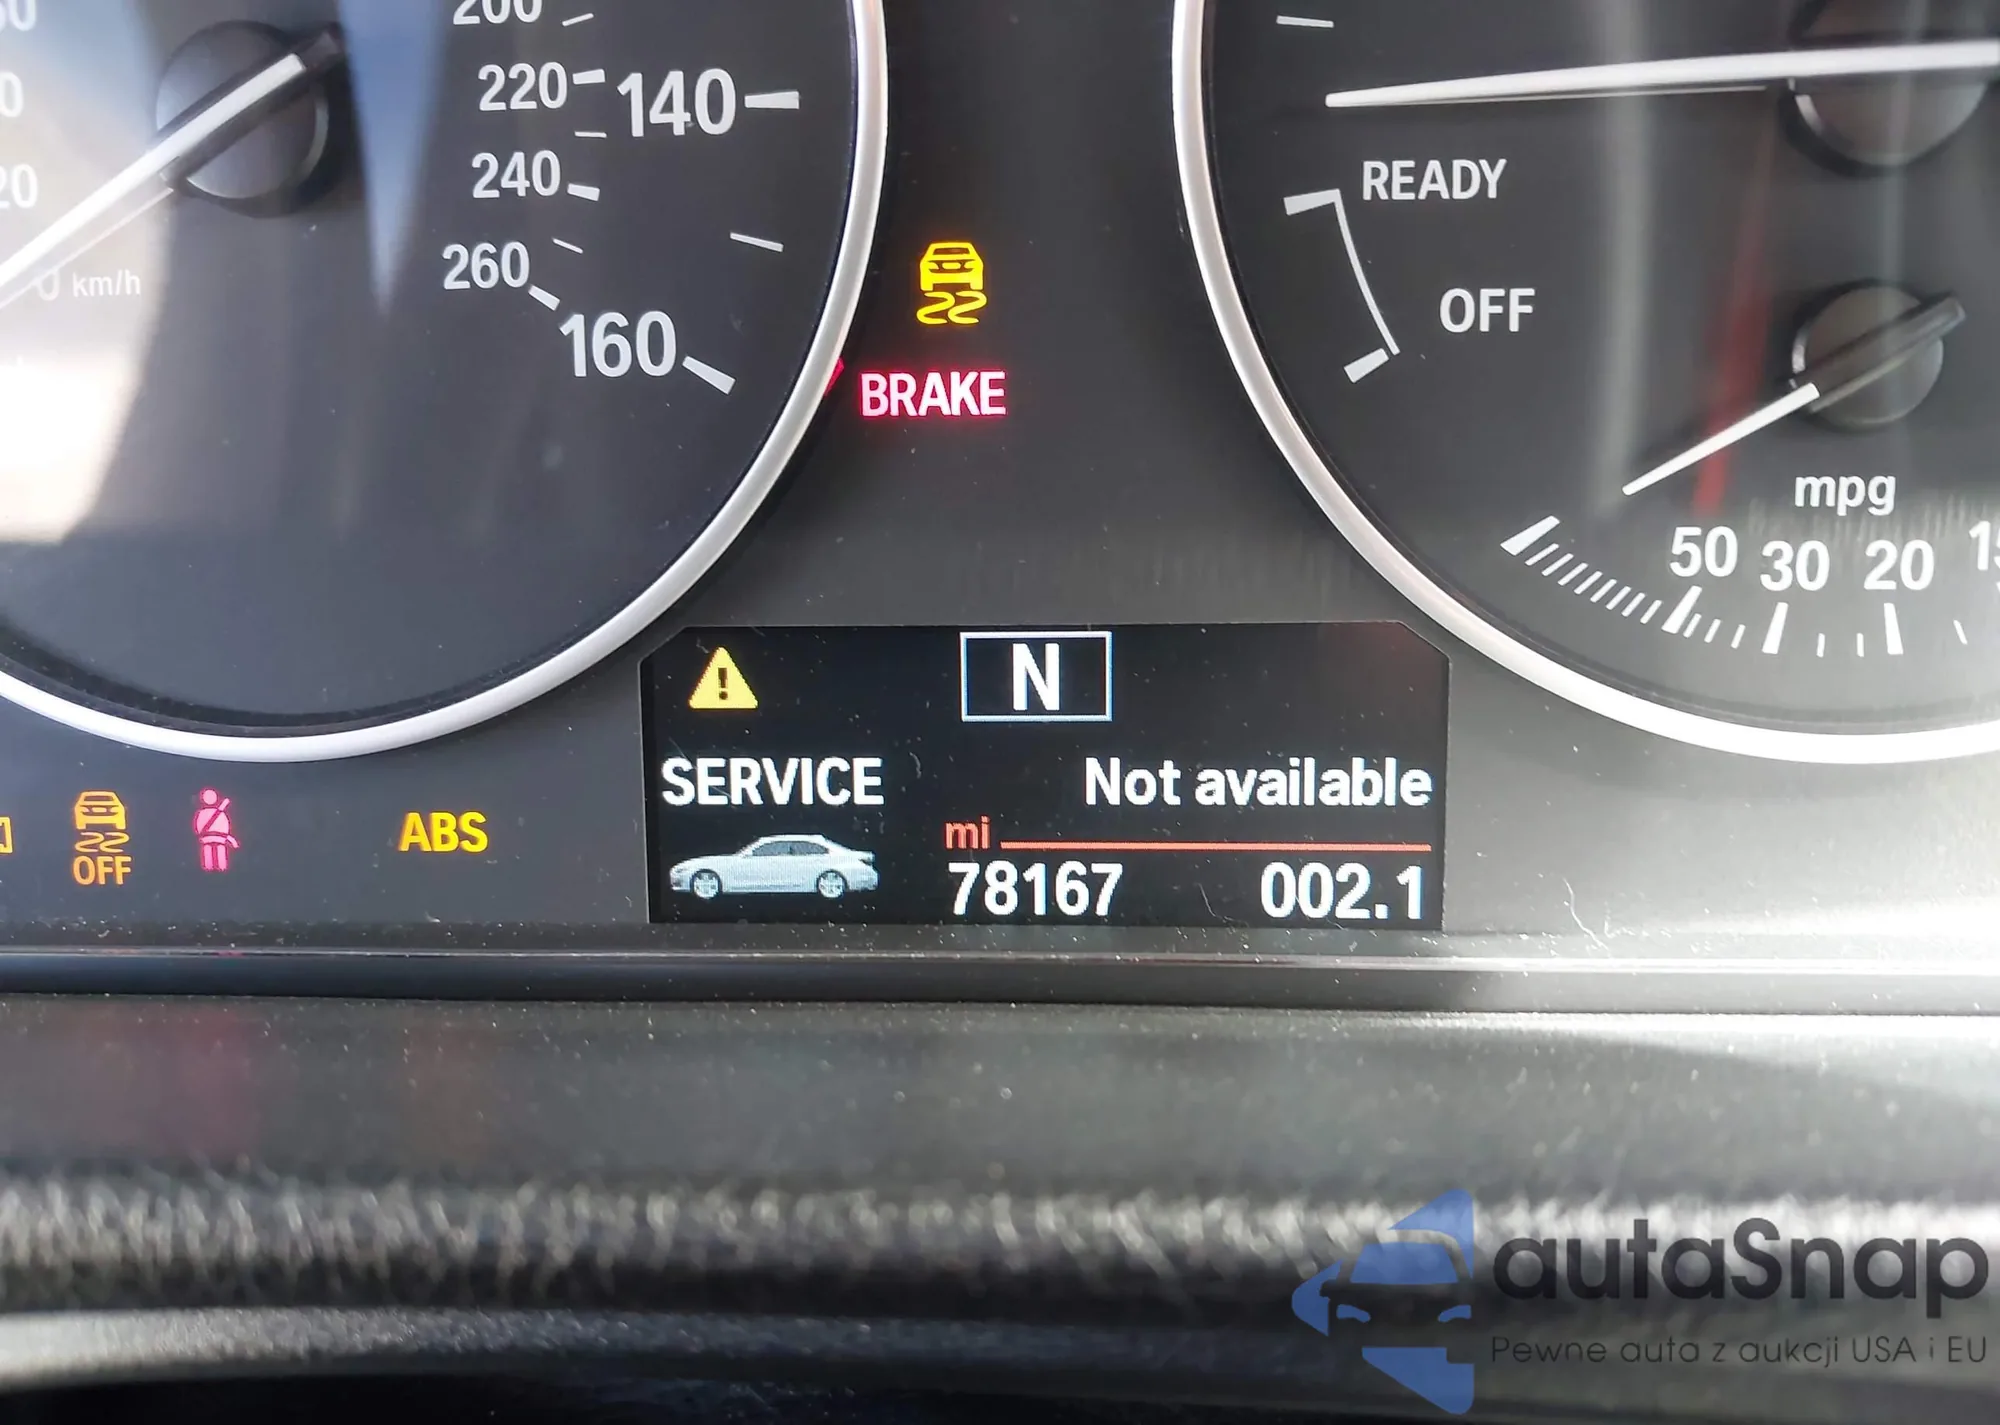 200
220
140
240
260
160
km/h
BRAKE
READY
OFF
mpg
50 30 20
N
SERVICE
Not available
mi
78167 002.1
OFF
ABS
autaSnap
Pewne auta z aukcji USA i EU